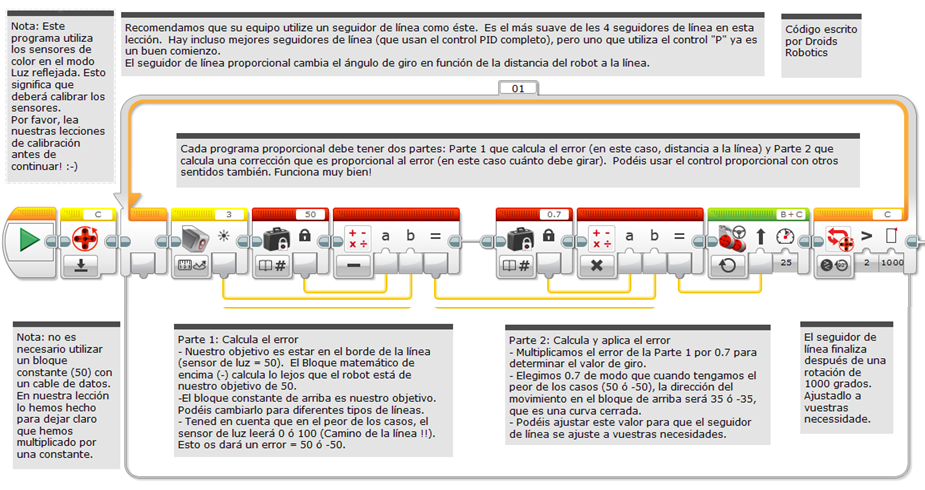 Nota: Este
programa utiliza
los sensores de
color en el modo
Luz reflejada. Esto
significa que
deberá calibrar los
sensores.
Por favor, lea
nuestras lecciones
de calibración
antes de
continuar! :-)
Recomendamos que su equipo utilize un seguidor de línea como éste. Es el más suave de les 4 seguidores de línea en esta
lección. Hay incluso mejores seguidores de línea (que usan el control PID completo), pero uno que utiliza el control "P" ya es
un buen comienzo.
El seguidor de línea proporcional cambia el ángulo de giro en función de la distancia del robot a la línea.
Código escrito
por Droids
Robotics
01
Cada programa proporcional debe tener dos partes: Parte 1 que calcula el error (en este caso, distancia a la línea) y Parte 2 que
calcula una corrección que es proporcional al error (en este caso cuánto debe girar). Podéis usar el control proporcional con otros
sentidos también. Funciona muy bien!
C 3 50 0.7 B+C C
a b = a b = >
# # 25 2 1000
Nota: no es
necesario utilizar
un bloque
constante (50) con
un cable de datos.
En nuestra lección
lo hemos hecho
para dejar claro
que hemos
multiplicado por
una constante.
Parte 1: Calcula el error
- Nuestro objetivo es estar en el borde de la línea
(sensor de luz = 50). El Bloque matemático de
encima (-) calcula lo lejos que el robot está de
nuestro objetivo de 50.
-El bloque constante de arriba es nuestro objetivo.
Podéis cambiarlo para diferentes tipos de líneas.
- Tened en cuenta que en el peor de los casos, el
sensor de luz leerá 0 ó 100 (Camino de la línea !!).
Esto os dará un error = 50 ó -50.
Parte 2: Calcula y aplica el error
- Multiplicamos el error de la Parte 1 por 0.7 para
determinar el valor de giro.
- Elegimos 0.7 de modo que cuando tengamos el
peor de los casos (50 ó -50), la dirección del
movimiento en el bloque de arriba será 35 ó -35,
que es una curva cerrada.
- Podéis ajustar este valor para que el seguidor
de línea se ajuste a vuestras necesidades.
El seguidor de
línea finaliza
después de una
rotación de
1000 grados.
Ajustadlo a
vuestras
necessidade.